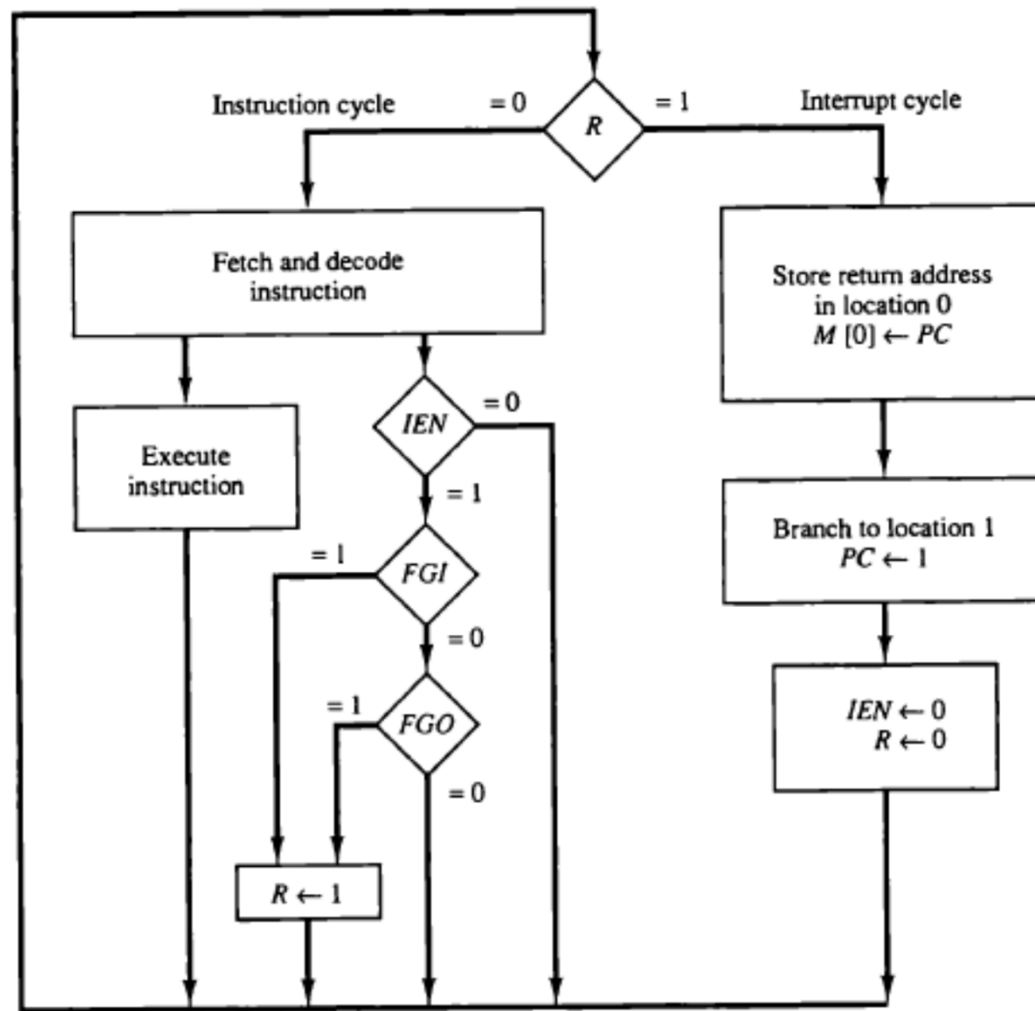 R
Instruction cycle
= 0
= 1
Interrupt cycle
Fetch and decode
instruction
Store return address
in location 0
M [0] ← PC
IEN
= 0
Execute
instruction
= 1
Branch to location 1
PC ← 1
= 1
FGI
= 0
IEN ← 0
R ← 0
= 1
FGO
= 0
R ← 1